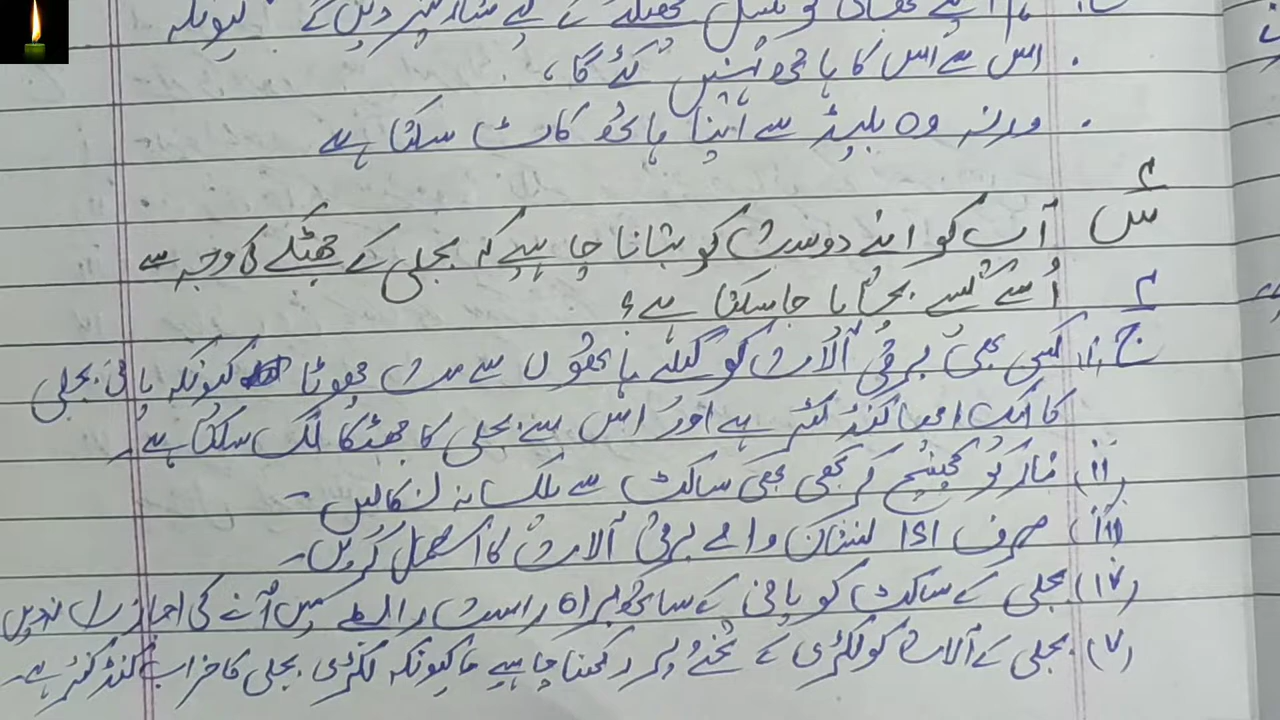 اس سے اُس کا ہاتھ نہیں کٹے گا،
ورنہ وہ بلیڈ سے اپنا ہاتھ کاٹ سکتا ہے
س آپ کو اپنے دوست کو بتانا چاہیے کہ بجلی کے جھٹکے کی وجہ سے
اُسے کیسے بچایا جا سکتا ہے؟
ج (i) کسی بھی برقی آلات کو گیلے ہاتھوں سے مت چھونا کیونکہ پانی بجلی
کا ایک اچھا کنڈکٹر ہے اور اس سے بجلی کا جھٹکا لگ سکتا ہے۔
(ii) تار کو کھینچ کر کبھی بھی ساکٹ سے پلگ نہ نکالیں۔
(iii) صرف ISI نشان والے برقی آلات کا استعمال کریں۔
(iv) بجلی کے ساکٹ کو پانی کے ساتھ براہ راست رابطے میں آنے کی اجازت نہ دیں
(v) بجلی کے آلات کو لکڑی کے تختے پر رکھنا چاہیے کیونکہ لکڑی بجلی کا خراب کنڈکٹر ہے۔